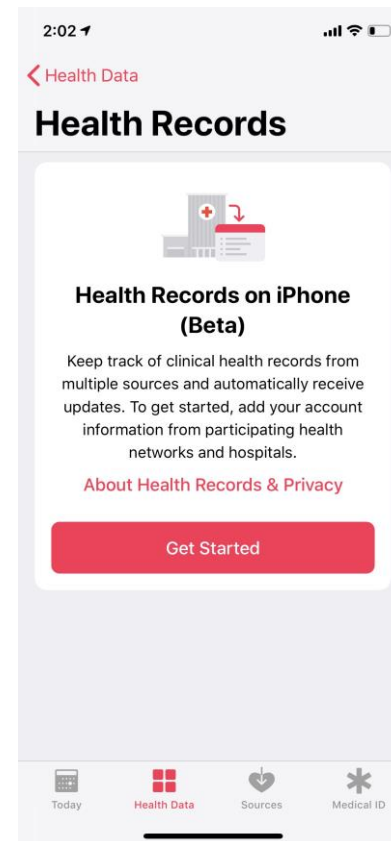 2:02
Health Data
Health Records
Health Records on iPhone
(Beta)
Keep track of clinical health records from
multiple sources and automatically receive
updates. To get started, add your account
information from participating health
networks and hospitals.
About Health Records & Privacy
Get Started
Today Health Data Sources Medical ID